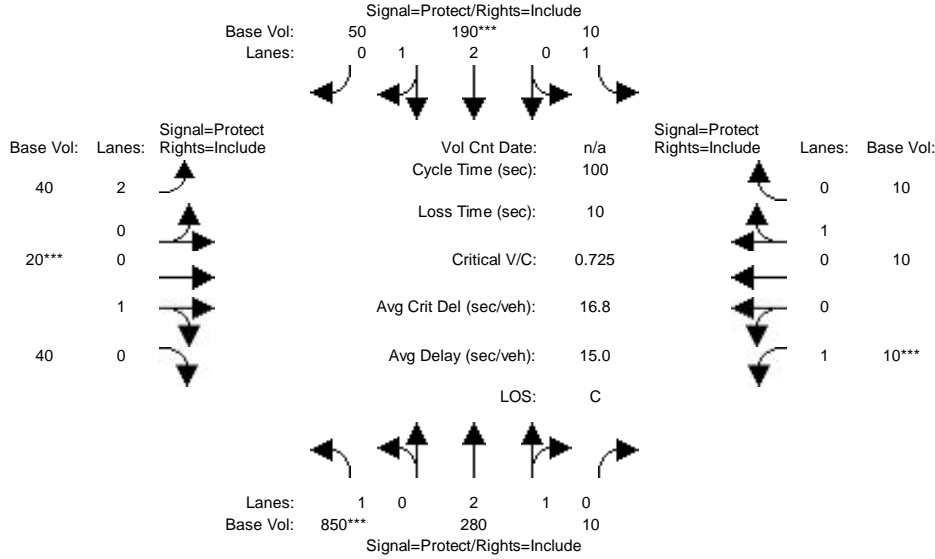 Signal=Protect/Rights=Include
Base Vol: 50 190*** 10
Lanes: 0 1 2 0 1
Signal=Protect
Base Vol: Lanes: Rights=Include
Vol Cnt Date: n/a
Signal=Protect
Rights=Include Lanes: Base Vol:
Cycle Time (sec): 100
40 2
0 10
Loss Time (sec): 10
0
1
20*** 0
Critical V/C: 0.725
0 10
1
Avg Crit Del (sec/veh): 16.8
0
40 0
Avg Delay (sec/veh): 15.0
1 10***
LOS: C
Lanes: 1 0 2 1 0
Base Vol: 850*** 280 10
Signal=Protect/Rights=Include